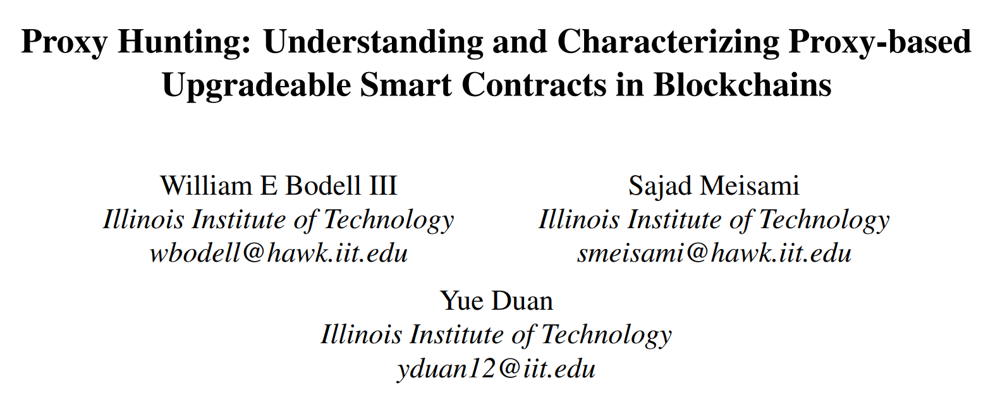 Proxy Hunting: Understanding and Characterizing Proxy-based
Upgradeable Smart Contracts in Blockchains
William E Bodell III
Illinois Institute of Technology
wbodell@hawk.iit.edu
Sajad Meisami
Illinois Institute of Technology
smeisami@hawk.iit.edu
Yue Duan
Illinois Institute of Technology
yduan12@iit.edu